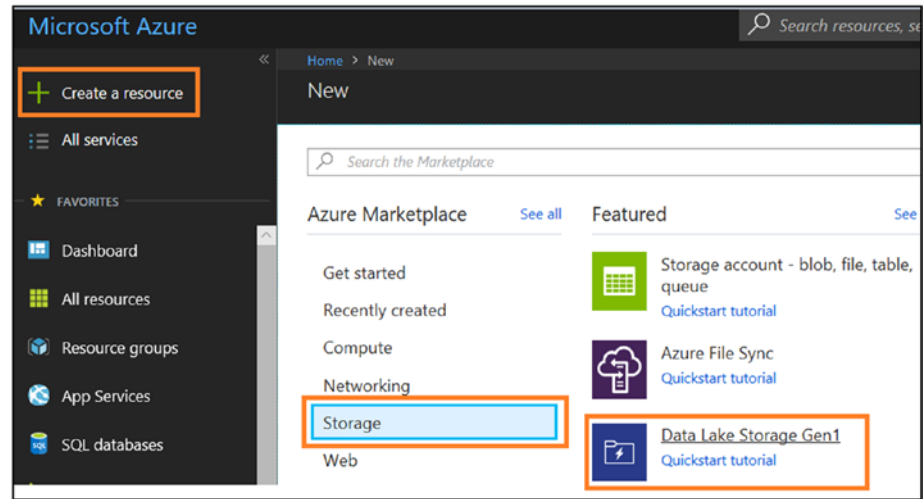 Microsoft Azure
Search resources, se
«
Create a resource
All services
FAVORITES
Dashboard
All resources
Resource groups
App Services
SQL
SQL databases
Home > New
New
Search the Marketplace
Azure Marketplace See all
Get started
Recently created
Compute
Networking
Storage
Web
Featured See
Storage account - blob, file, table,
queue
Quickstart tutorial
Azure File Sync
Quickstart tutorial
Data Lake Storage Gen1
Quickstart tutorial